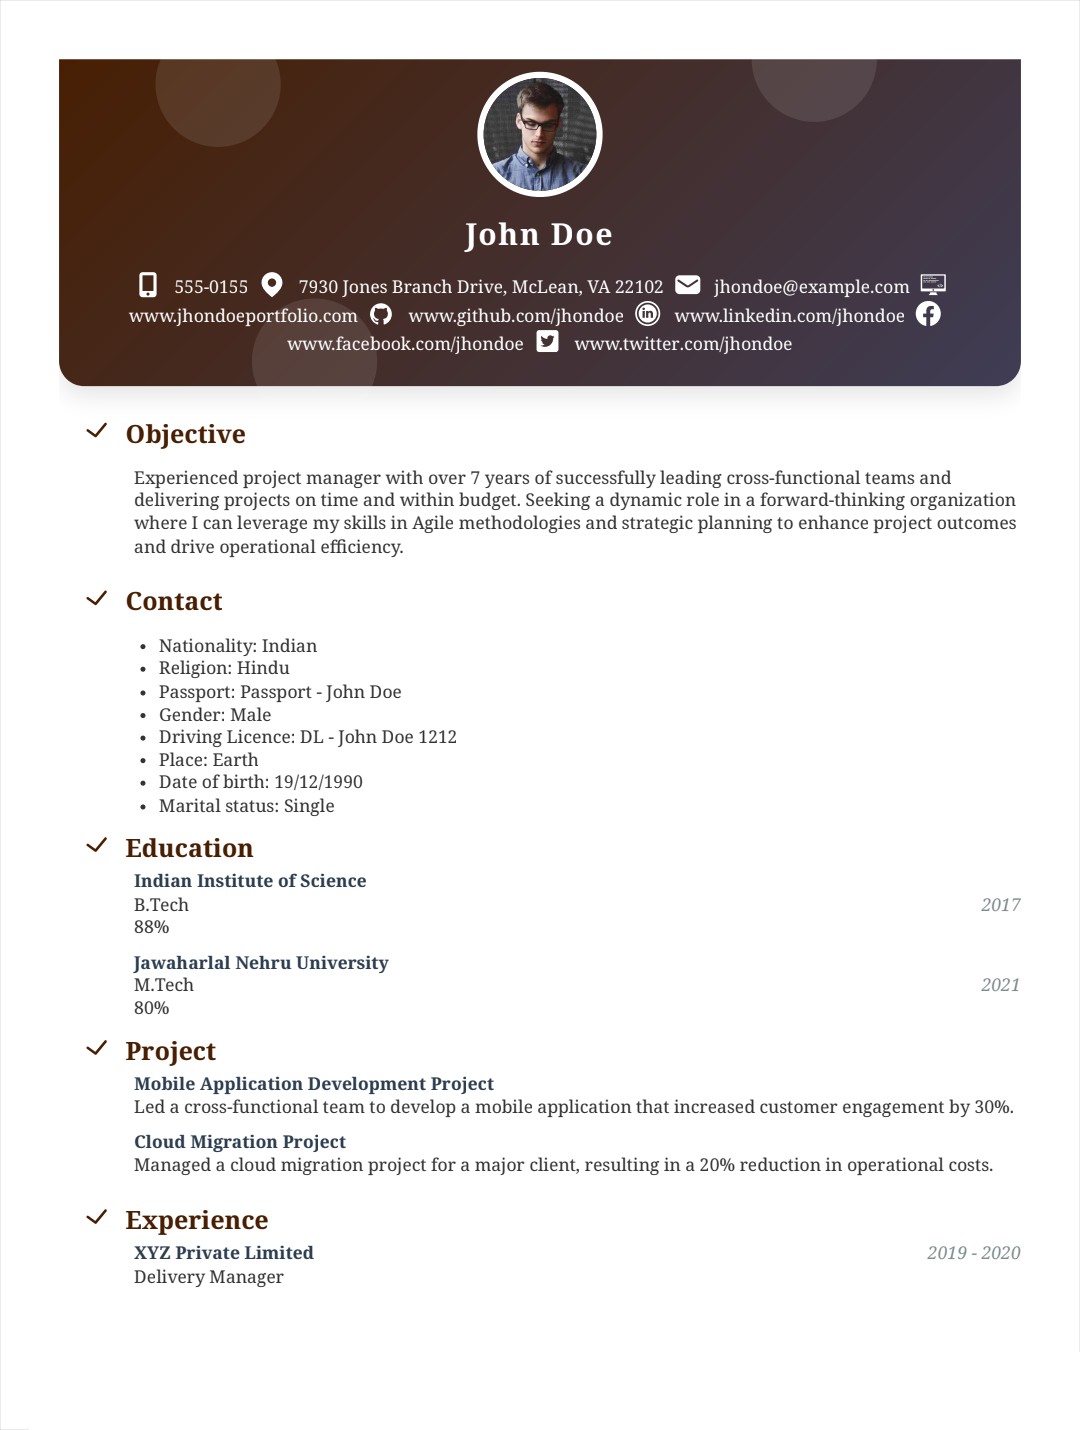 John Doe
555-0155 7930 Jones Branch Drive, McLean, VA 22102 jhondoe@example.com
www.jhondoeportfolio.com www.github.com/jhondoe www.linkedin.com/jhondoe
www.facebook.com/jhondoe www.twitter.com/jhondoe
Objective
Experienced project manager with over 7 years of successfully leading cross-functional teams and
delivering projects on time and within budget. Seeking a dynamic role in a forward-thinking organization
where I can leverage my skills in Agile methodologies and strategic planning to enhance project outcomes
and drive operational efficiency.
Contact
• Nationality: Indian
• Religion: Hindu
• Passport: Passport - John Doe
• Gender: Male
• Driving Licence: DL - John Doe 1212
• Place: Earth
• Date of birth: 19/12/1990
• Marital status: Single
Education
Indian Institute of Science
B.Tech 2017
88%
Jawaharlal Nehru University
M.Tech 2021
80%
Project
Mobile Application Development Project
Led a cross-functional team to develop a mobile application that increased customer engagement by 30%.
Cloud Migration Project
Managed a cloud migration project for a major client, resulting in a 20% reduction in operational costs.
Experience
XYZ Private Limited 2019 - 2020
Delivery Manager